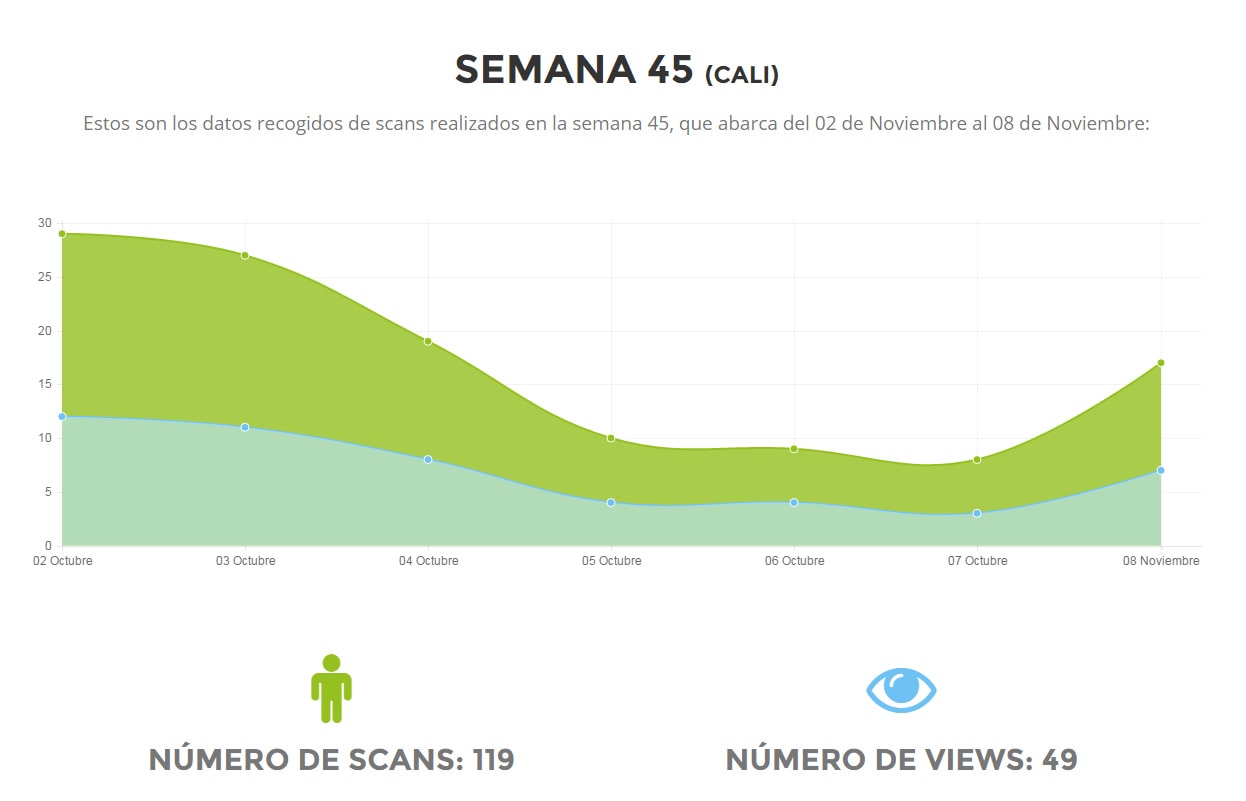 SEMANA 45 (CALI)
Estos son los datos recogidos de scans realizados en la semana 45, que abarca del 02 de Noviembre al 08 de Noviembre:
30
25
20
15
10
5
0
02 Octubre 03 Octubre 04 Octubre 05 Octubre 06 Octubre 07 Octubre 08 Noviembre
NÚMERO DE SCANS: 119
NÚMERO DE VIEWS: 49